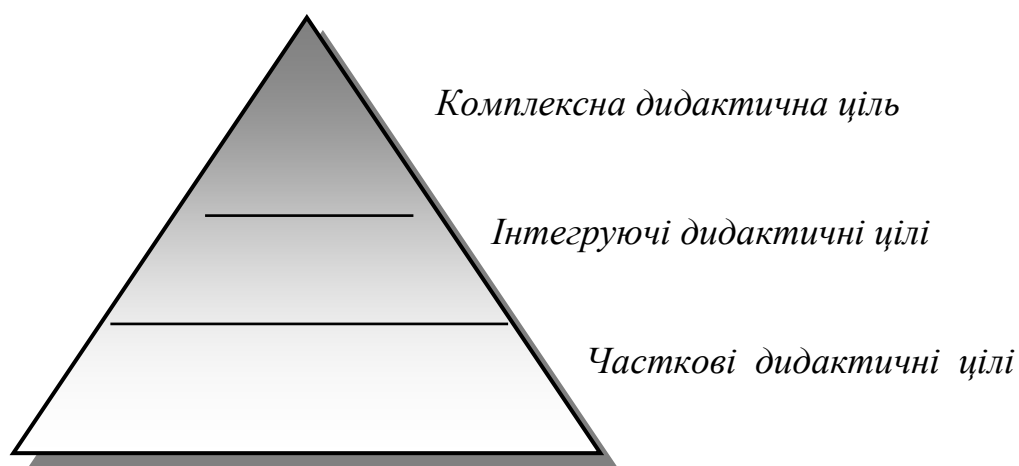 Комплексна дидактична ціль
Інтегруючі дидактичні цілі
Часткові дидактичні цілі